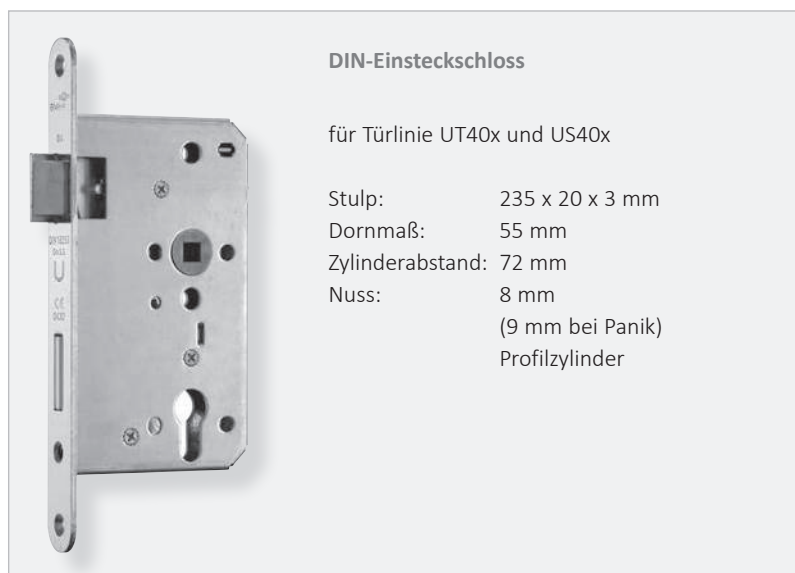 DIN-Einsteckschloss
für Türlinie UT40x und US40x
Stulp: 235 x 20 x 3 mm
Dornmaß: 55 mm
Zylinderabstand: 72 mm
Nuss: 8 mm
(9 mm bei Panik)
Profilzylinder